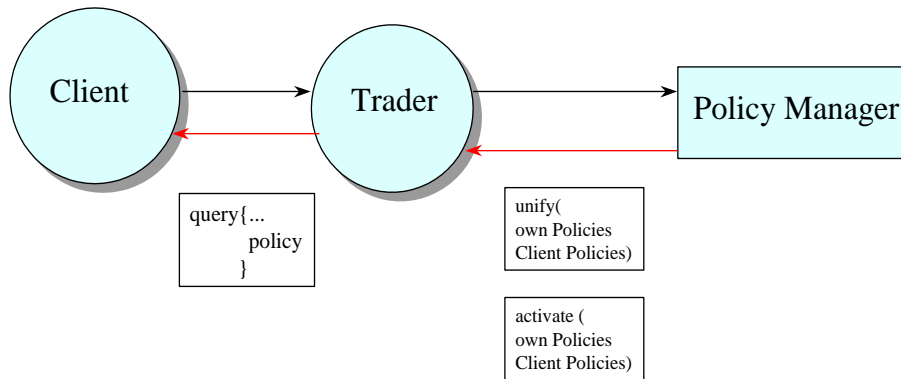 Client
Trader
Policy Manager
query{...
policy
}
unify(
own Policies
Client Policies)
activate (
own Policies
Client Policies)